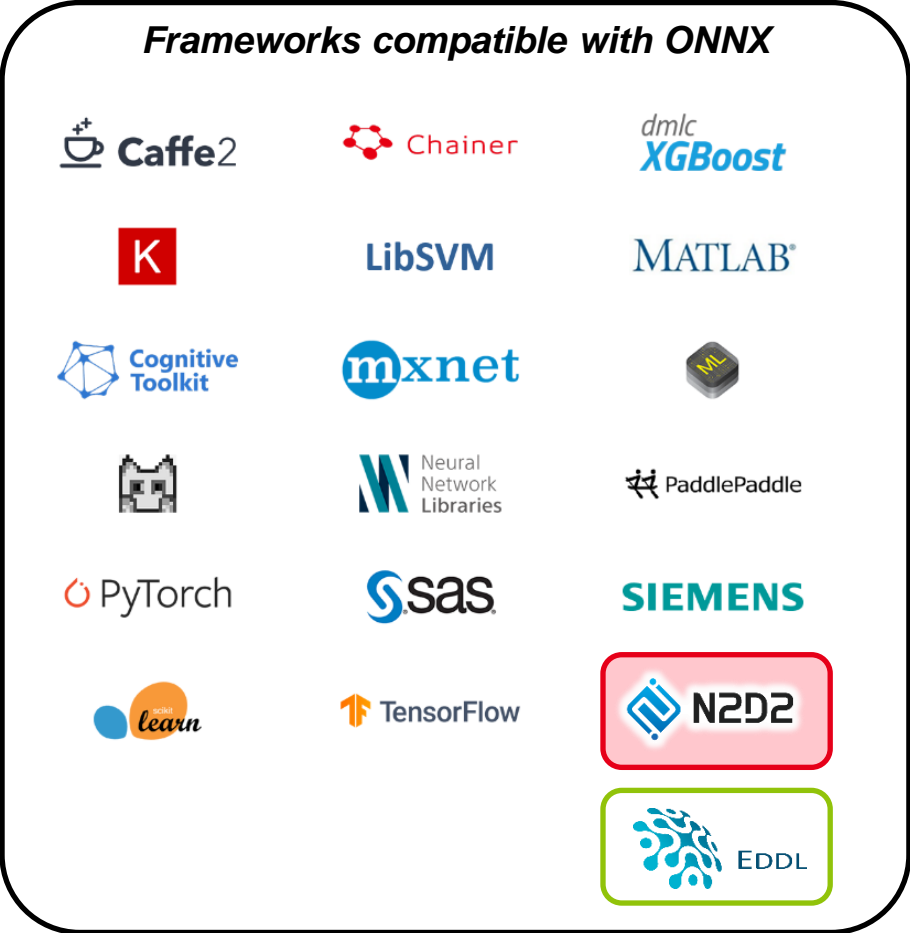 Frameworks compatible with ONNX
Caffe2
Chainer
dmlc
XGBoost
K
LibSVM
MATLAB®
Cognitive
Toolkit
mxnet
ML
Neural
Network
Libraries
PaddlePaddle
PyTorch
sas
SIEMENS
scikit
learn
TensorFlow
N2D2
EDDL